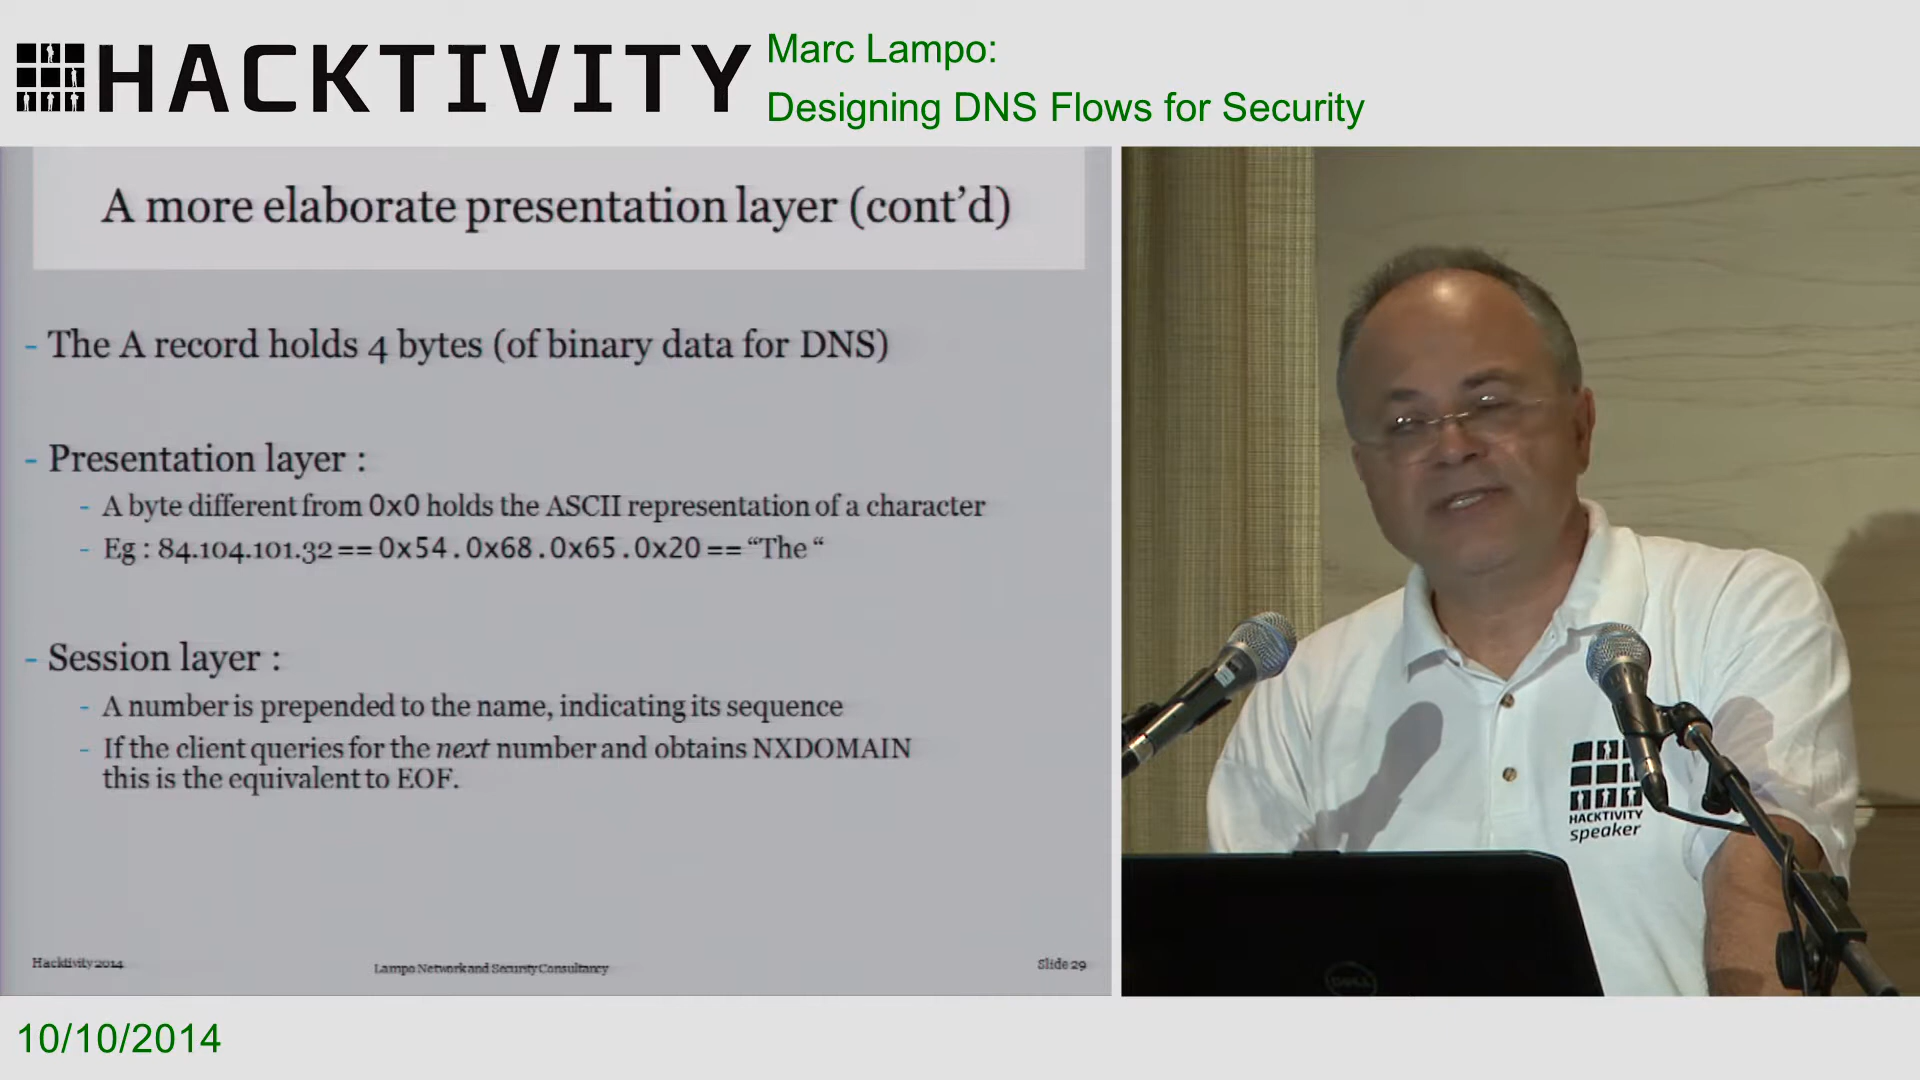 HACKTIVITY
Marc Lampo:
Designing DNS Flows for Security
A more elaborate presentation layer (cont’d)
- The A record holds 4 bytes (of binary data for DNS)
- Presentation layer :
- A byte different from 0x0 holds the ASCII representation of a character
- Eg : 84.104.101.32 == 0x54.0x68.0x65.0x20 == “The “
- Session layer :
- A number is prepended to the name, indicating its sequence
- If the client queries for the next number and obtains NXDOMAIN
this is the equivalent to EOF.
Hacktivity 2014
Lampo Network and Security Consultancy
Slide 29
HACKTIVITY
speaker
DELL
10/10/2014